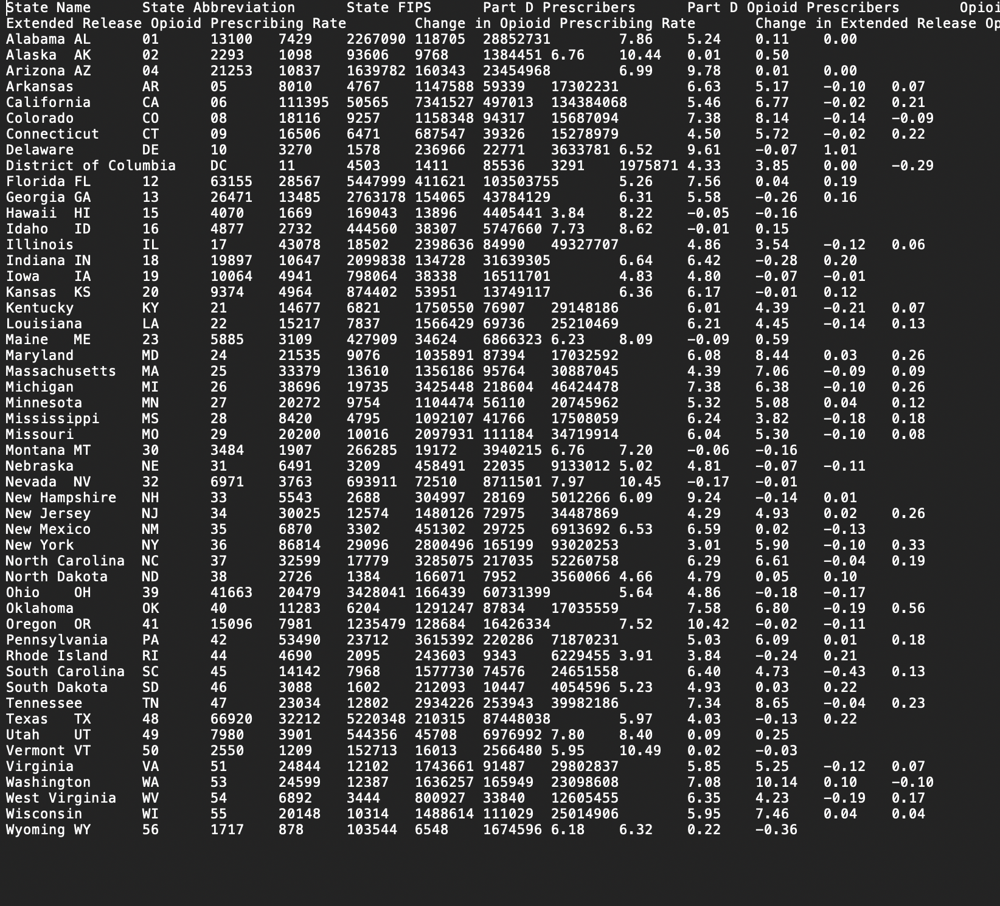 State Name State Abbreviation State FIPS Part D Prescribers Part D Opioid Prescribers Opioi
Extended Release Opioid Prescribing Rate Change in Opioid Prescribing Rate Change in Extended Release Op
Alabama AL 01 13100 7429 2267090 118705 28852731 7.86 5.24 0.11 0.00
Alaska AK 02 2293 1098 93606 9768 1384451 6.76 10.44 0.01 0.50
Arizona AZ 04 21253 10837 1639782 160343 23454968 6.99 9.78 0.01 0.00
Arkansas AR 05 8010 4767 1147588 59339 17302231 6.63 5.17 -0.10 0.07
California CA 06 111395 50565 7341527 497013 134384068 5.46 6.77 -0.02 0.21
Colorado CO 08 18116 9257 1158348 94317 15687094 7.38 8.14 -0.14 -0.09
Connecticut CT 09 16506 6471 687547 39326 15278979 4.50 5.72 -0.02 0.22
Delaware DE 10 3270 1578 236966 22771 3633781 6.52 9.61 -0.07 1.01
District of Columbia DC 11 4503 1411 85536 3291 1975871 4.33 3.85 0.00 -0.29
Florida FL 12 63155 28567 5447999 411621 103503755 5.26 7.56 0.04 0.19
Georgia GA 13 26471 13485 2763178 154065 43784129 6.31 5.58 -0.26 0.16
Hawaii HI 15 4070 1669 169043 13896 4405441 3.84 8.22 -0.05 -0.16
Idaho ID 16 4877 2732 444560 38307 5747660 7.73 8.62 -0.01 0.15
Illinois IL 17 43078 18502 2398636 84990 49327707 4.86 3.54 -0.12 0.06
Indiana IN 18 19897 10647 2099838 134728 31639305 6.64 6.42 -0.28 0.20
Iowa IA 19 10064 4941 798064 38338 16511701 4.83 4.80 -0.07 -0.01
Kansas KS 20 9374 4964 874402 53951 13749117 6.36 6.17 -0.01 0.12
Kentucky KY 21 14677 6821 1750550 76907 29148186 6.01 4.39 -0.21 0.07
Louisiana LA 22 15217 7837 1566429 69736 25210469 6.21 4.45 -0.14 0.13
Maine ME 23 5885 3109 427909 34624 6866323 6.23 8.09 -0.09 0.59
Maryland MD 24 21535 9076 1035891 87394 17032592 6.08 8.44 0.03 0.26
Massachusetts MA 25 33379 13610 1356186 95764 30887045 4.39 7.06 -0.09 0.09
Michigan MI 26 38696 19735 3425448 218604 46424478 7.38 6.38 -0.10 0.26
Minnesota MN 27 20272 9754 1104474 56110 20745962 5.32 5.08 0.04 0.12
Mississippi MS 28 8420 4795 1092107 41766 17508059 6.24 3.82 -0.18 0.18
Missouri MO 29 20200 10016 2097931 111184 34719914 6.04 5.30 -0.10 0.08
Montana MT 30 3484 1907 266285 19172 3940215 6.76 7.20 -0.06 -0.16
Nebraska NE 31 6491 3209 458491 22035 9133012 5.02 4.81 -0.07 -0.11
Nevada NV 32 6971 3763 693911 72510 8711501 7.97 10.45 -0.17 -0.01
New Hampshire NH 33 5543 2688 304997 28169 5012266 6.09 9.24 -0.14 0.01
New Jersey NJ 34 30025 12574 1480126 72975 34487869 4.29 4.93 0.02 0.26
New Mexico NM 35 6870 3302 451302 29725 6913692 6.53 6.59 0.02 -0.13
New York NY 36 86814 29096 2800496 165199 93020253 3.01 5.90 -0.10 0.33
North Carolina NC 37 32599 17779 3285075 217035 52260758 6.29 6.61 -0.04 0.19
North Dakota ND 38 2726 1384 166071 7952 3560066 4.66 4.79 0.05 0.10
Ohio OH 39 41663 20479 3428041 166439 60731399 5.64 4.86 -0.18 -0.17
Oklahoma OK 40 11283 6204 1291247 87834 17035559 7.58 6.80 -0.19 0.56
Oregon OR 41 15096 7981 1235479 128684 16426334 7.52 10.42 -0.02 -0.11
Pennsylvania PA 42 53490 23712 3615392 220286 71870231 5.03 6.09 0.01 0.18
Rhode Island RI 44 4690 2095 243603 9343 6229455 3.91 3.84 -0.24 0.21
South Carolina SC 45 14142 7968 1577730 74576 24651558 6.40 4.73 -0.43 0.13
South Dakota SD 46 3088 1602 212093 10447 4054596 5.23 4.93 0.03 0.22
Tennessee TN 47 23034 12802 2934226 253943 39982186 7.34 8.65 -0.04 0.23
Texas TX 48 66920 32212 5220348 210315 87448038 5.97 4.03 -0.13 0.22
Utah UT 49 7980 3901 544356 45708 6976992 7.80 8.40 0.09 0.25
Vermont VT 50 2550 1209 152713 16013 2566480 5.95 10.49 0.02 -0.03
Virginia VA 51 24844 12102 1743661 91487 29802837 5.85 5.25 -0.12 0.07
Washington WA 53 24599 12387 1636257 165949 23098608 7.08 10.14 0.10 -0.10
West Virginia WV 54 6892 3444 800927 33840 12605455 6.35 4.23 -0.19 0.17
Wisconsin WI 55 20148 10314 1488614 111029 25014906 5.95 7.46 0.04 0.04
Wyoming WY 56 1717 878 103544 6548 1674596 6.18 6.32 0.22 -0.36